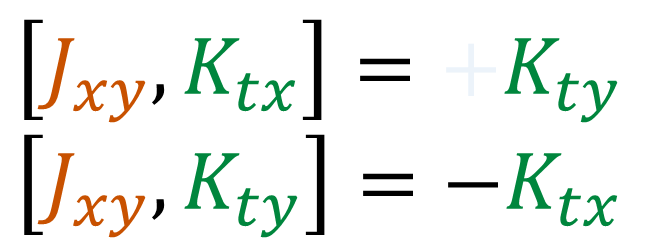 [J_xy, K_tx] = +K_ty
[J_xy, K_ty] = −K_tx